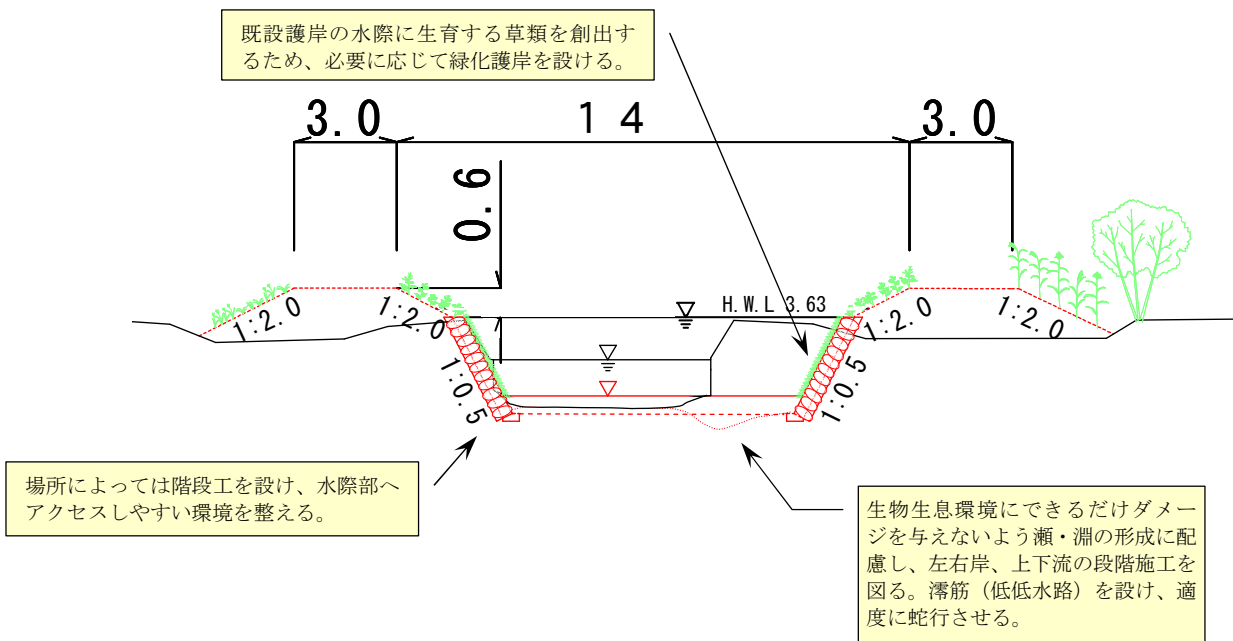 既設護岸の水際に生育する草類を創出す
るため、必要に応じて緑化護岸を設ける。
3.0
14
3.0
0.6
H.W.L 3.63
1:2.0
1:2.0
1:2.0
1:2.0
1:0.5
1:0.5
場所によっては階段工を設け、水際部へ
アクセスしやすい環境を整える。
生物生息環境にできるだけダメー
ジを与えないよう瀬・淵の形成に配
慮し、左右岸、上下流の段階施工を
図る。澪筋（低低水路）を設け、適
度に蛇行させる。